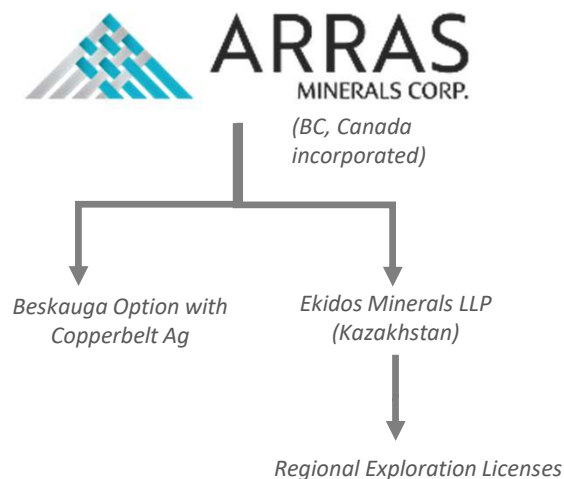 ARRAS
MINERALS CORP.
(BC, Canada
incorporated)
Beskauga Option with
Copperbelt Ag
Ekidos Minerals LLP
(Kazakhstan)
Regional Exploration Licenses